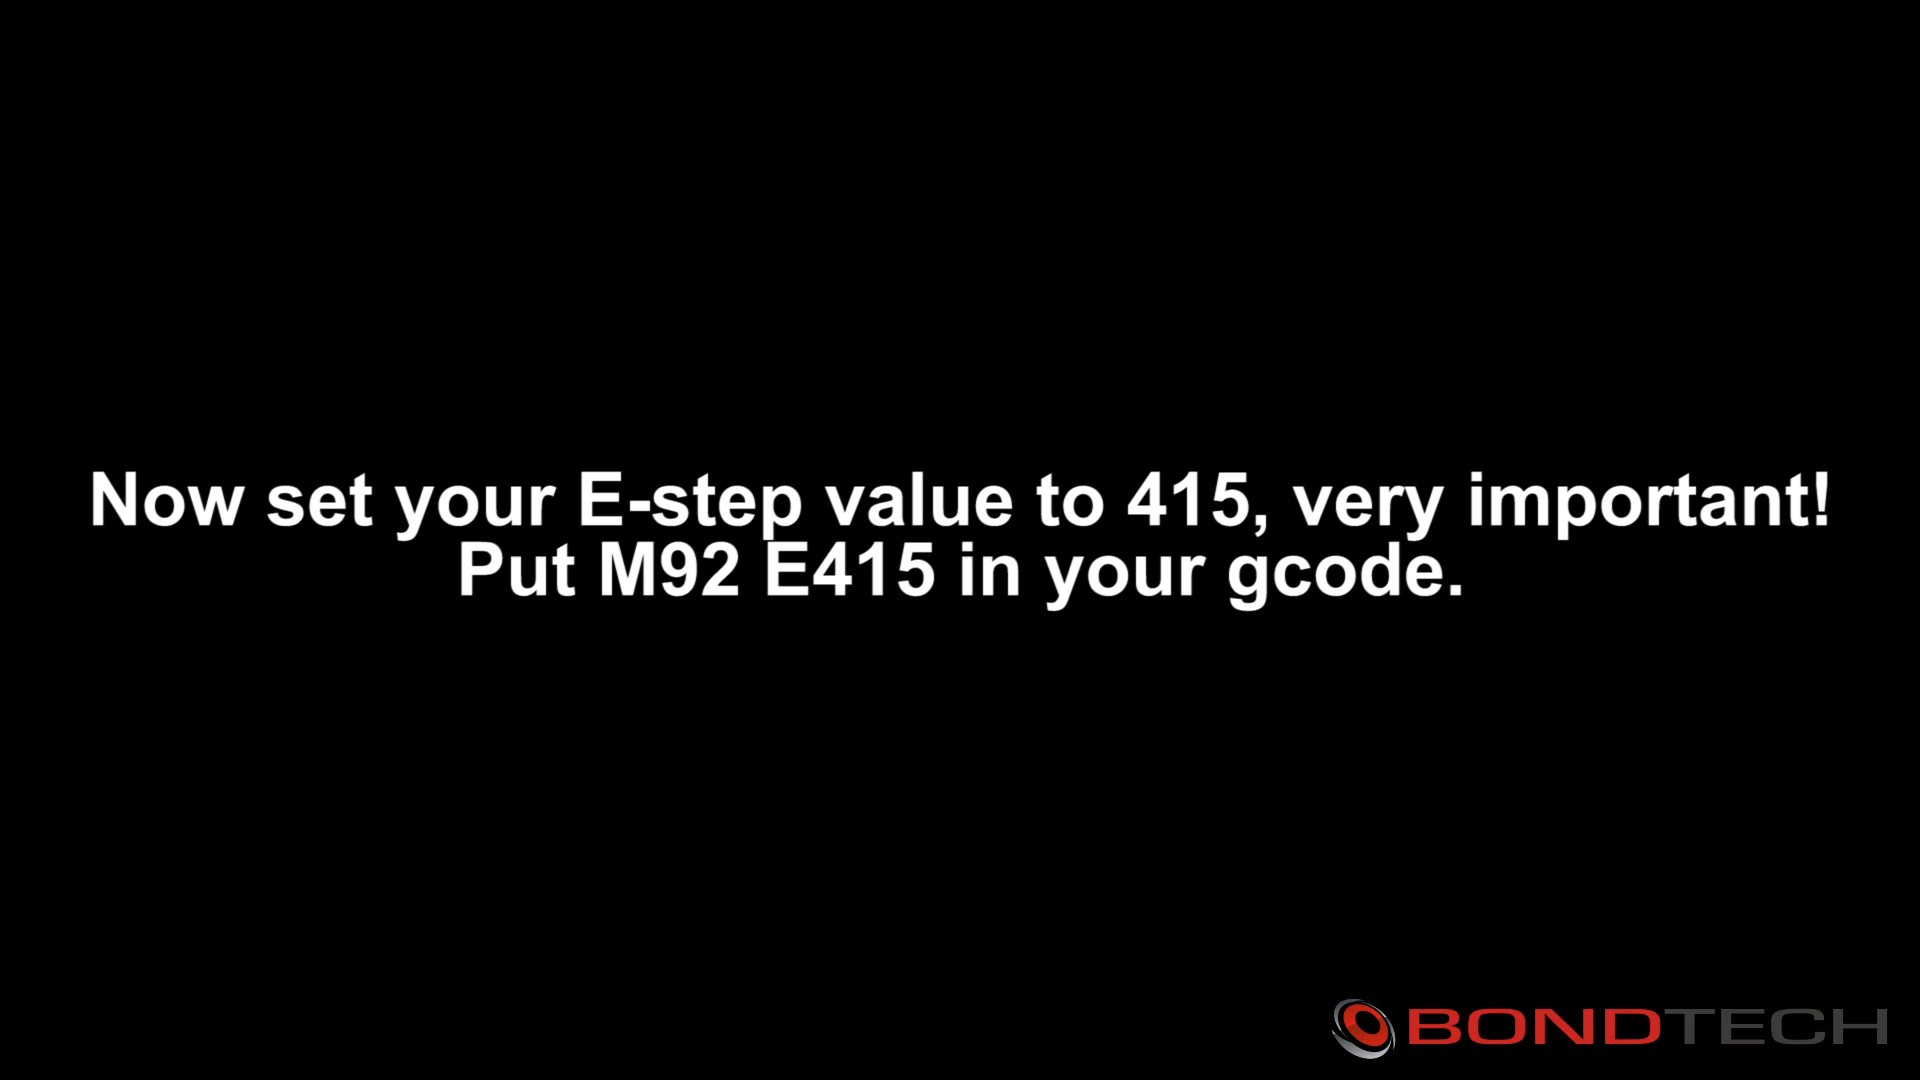 Now set your E-step value to 415, very important!
Put M92 E415 in your gcode.
BONDTECH